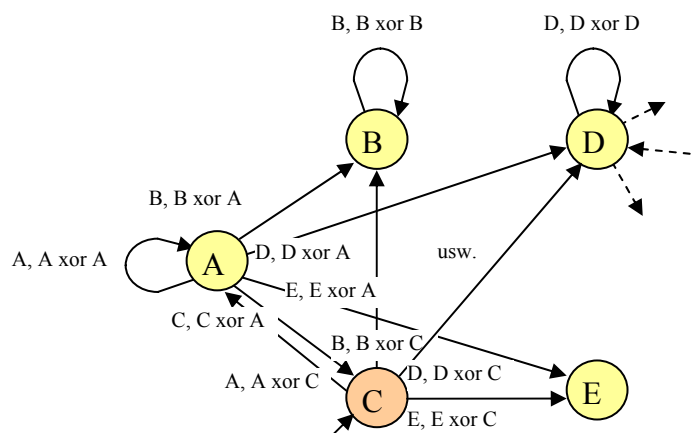 B, B xor B
D, D xor D
B
D
B, B xor A
A, A xor A
A
D, D xor A
usw.
E, E xor A
C, C xor A
B, B xor C
A, A xor C
D, D xor C
C
E
E, E xor C